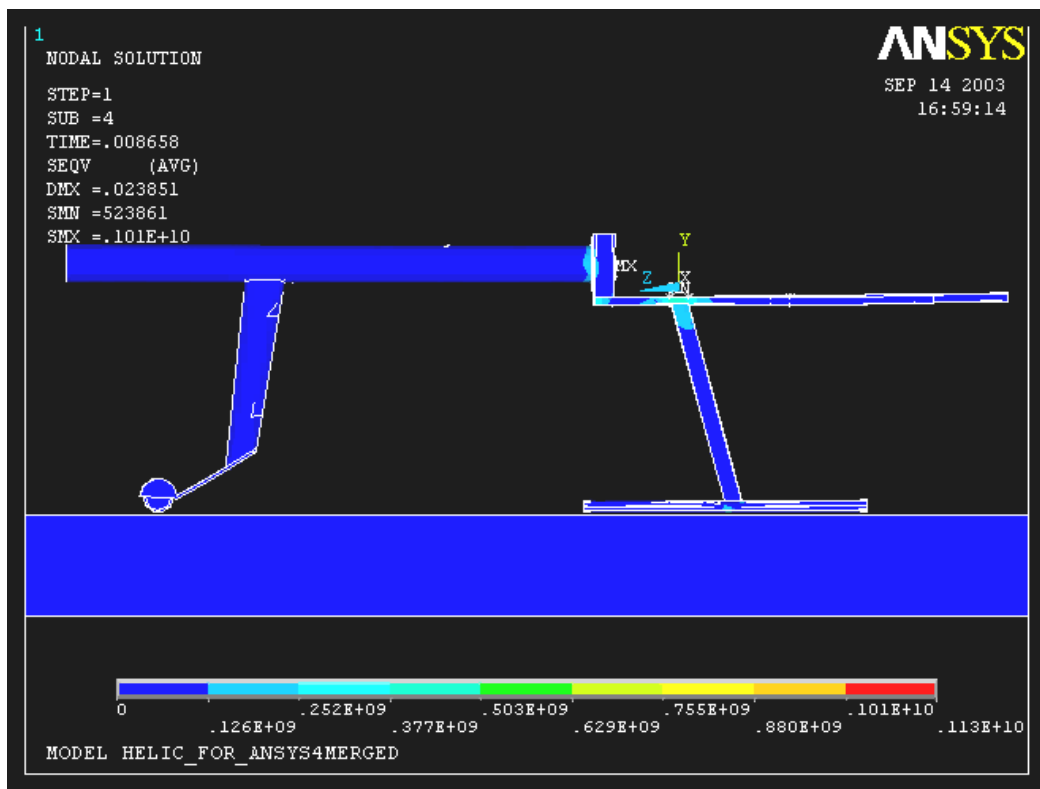 1
ANSYS
NODAL SOLUTION
SEP 14 2003
16:59:14
STEP=1
SUB =4
TIME=.008658
SEQV (AVG)
DMX =.023851
SMN =523861
SMX =.101E+10
Y
MX
Z
X
0 .252E+09 .503E+09 .755E+09 .101E+10
.126E+09 .377E+09 .629E+09 .880E+09 .113E+10
MODEL HELIC_FOR_ANSYS4MERGED